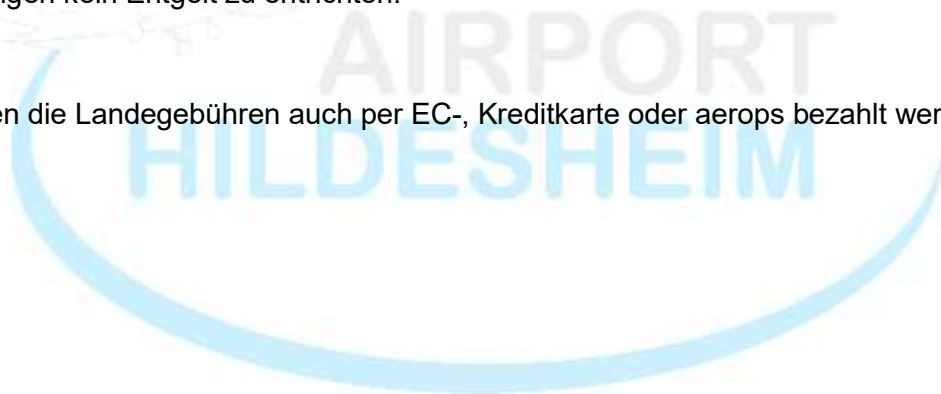 gen kein Entgelt zu entrichten.
AIRPORT
en die Landegebühren auch per EC-, Kreditkarte oder aerops bezahlt wer
HILDESHEIM